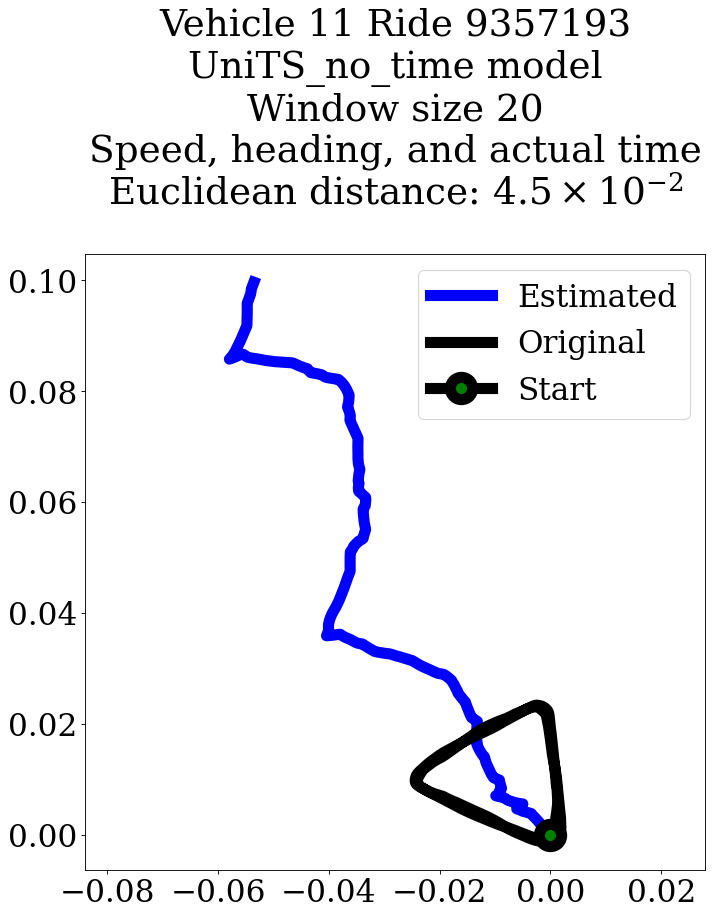 Vehicle 11 Ride 9357193
UniTS_no_time model
Window size 20
Speed, heading, and actual time
Euclidean distance: 4.5 × 10⁻²
Estimated
Original
Start
0.10
0.08
0.06
0.04
0.02
0.00
−0.08 −0.06 −0.04 −0.02 0.00 0.02